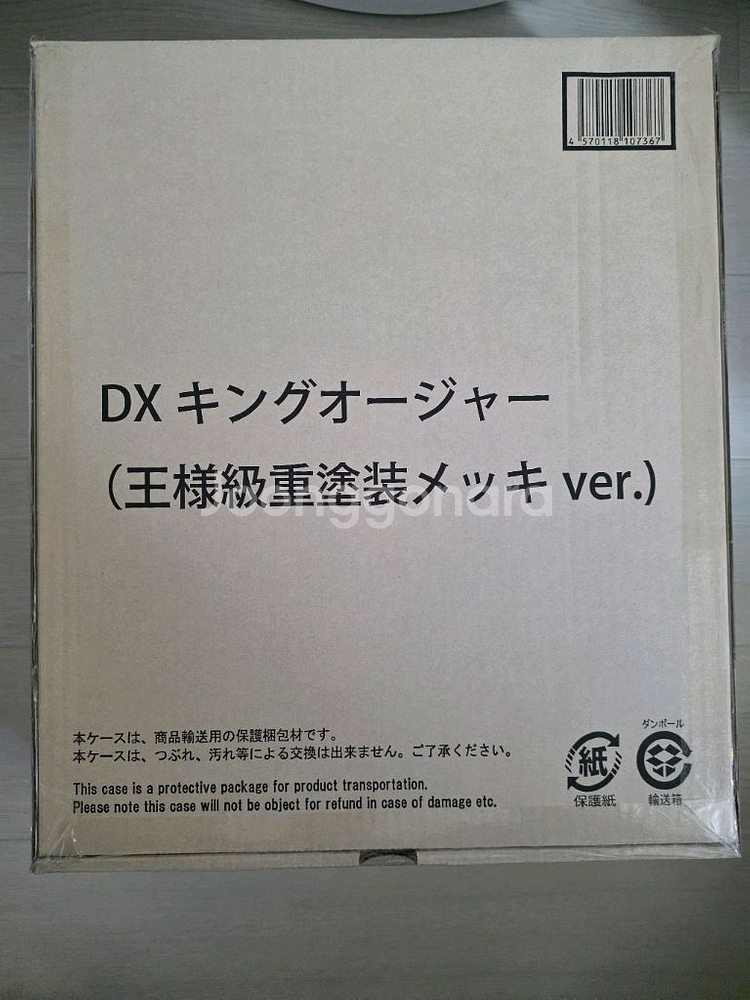 4 570118 107367
DX キングオージャー
（王様級重塗装メッキ ver.）
joonggonara
本ケースは、商品輸送用の保護梱包材です。
本ケースは、つぶれ、汚れ等による交換は出来ません。ご了承ください。
This case is a protective package for product transportation.
Please note this case will not be object for refund in case of damage etc.
紙
保護紙
ダンボール
輸送箱